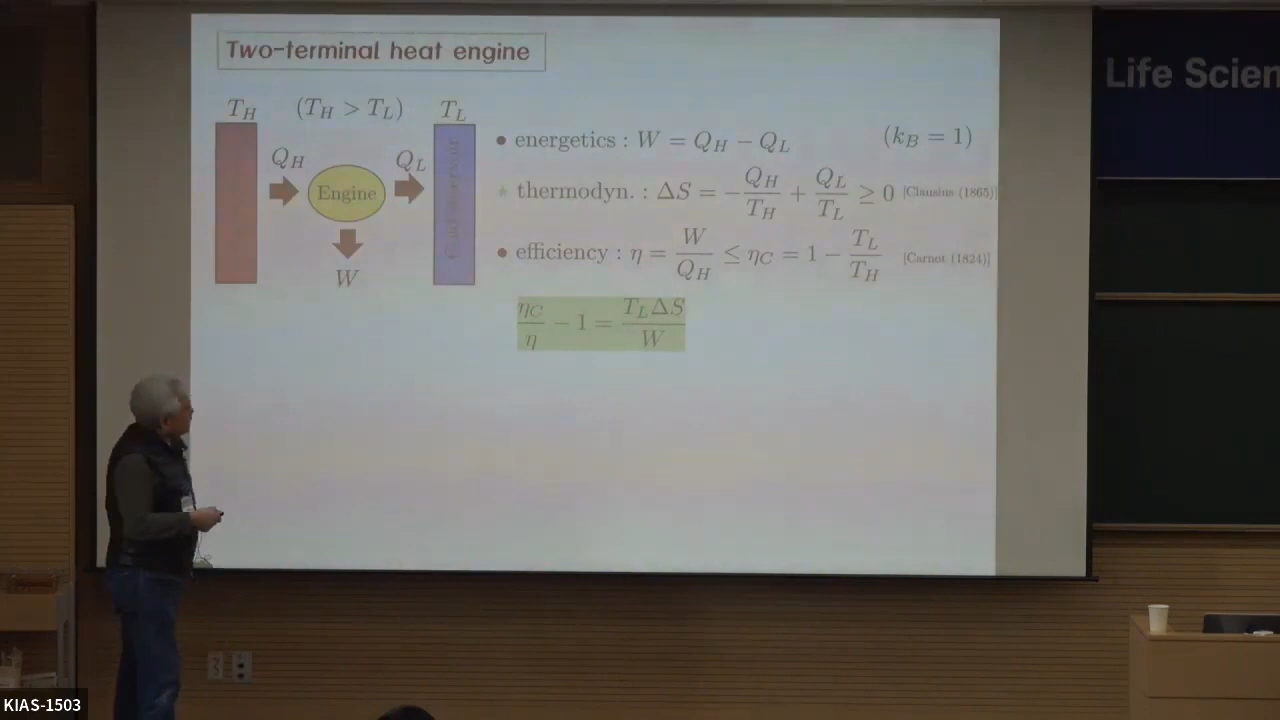 Two-terminal heat engine
Life Scien
T_H (T_H > T_L) T_L
• energetics : W = Q_H − Q_L (k_B = 1)
Q_H Q_L
Engine
thermodyn. : ΔS = −Q_H/T_H + Q_L/T_L ≥ 0 [Clausius (1865)]
• efficiency : η = W/Q_H ≤ η_C = 1 − T_L/T_H [Carnot (1824)]
W
η_C/η − 1 = T_L ΔS/W
KIAS-1503